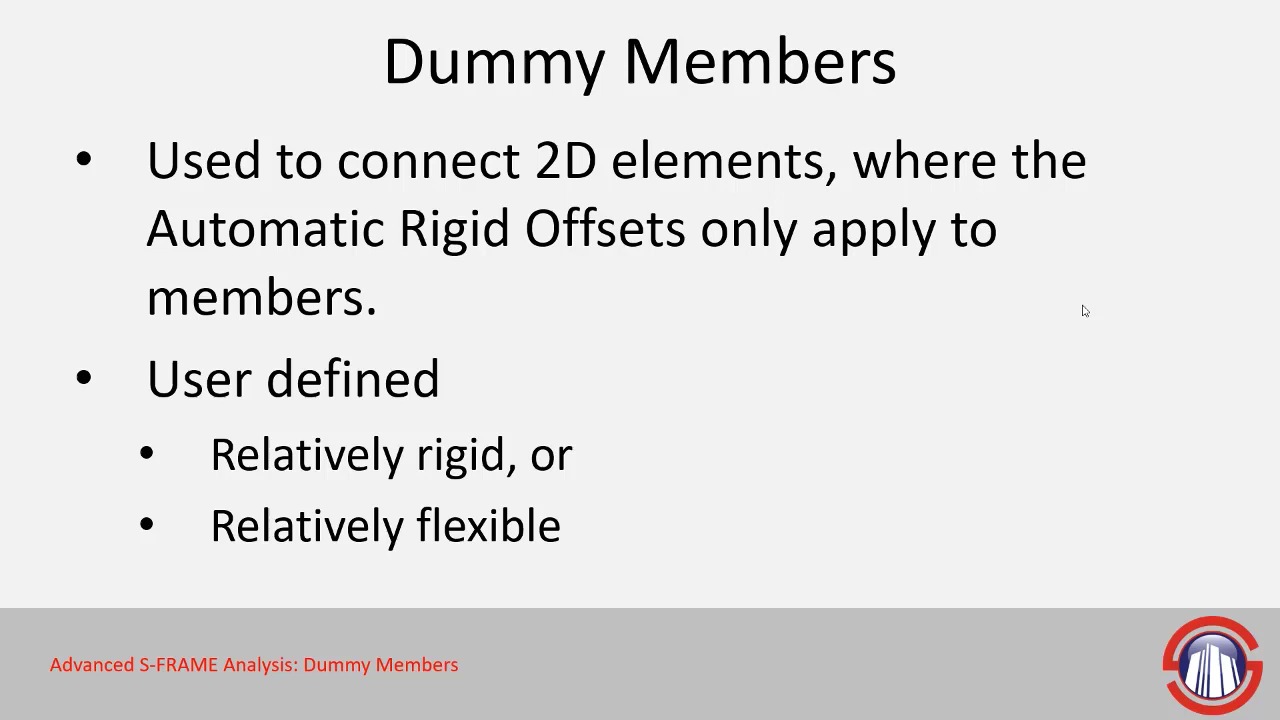 Dummy Members
• Used to connect 2D elements, where the
Automatic Rigid Offsets only apply to
members.
• User defined
• Relatively rigid, or
• Relatively flexible
Advanced S-FRAME Analysis: Dummy Members